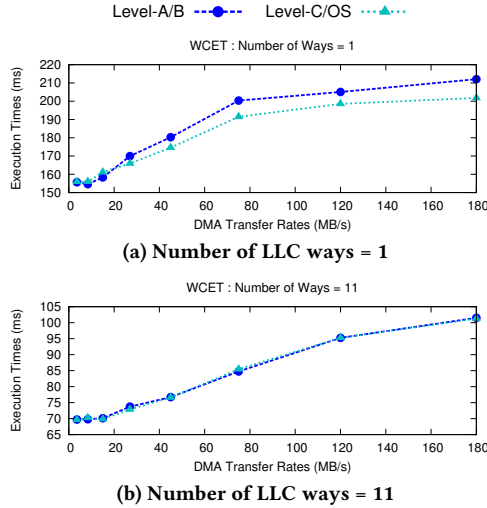 Level-A/B Level-C/OS
WCET : Number of Ways = 1
220
210
200
190
180
170
160
150
Execution Times (ms)
0 20 40 60 80 100 120 140 160 180
DMA Transfer Rates (MB/s)
(a) Number of LLC ways = 1
WCET : Number of Ways = 11
105
100
95
90
85
80
75
70
65
Execution Times (ms)
0 20 40 60 80 100 120 140 160 180
DMA Transfer Rates (MB/s)
(b) Number of LLC ways = 11